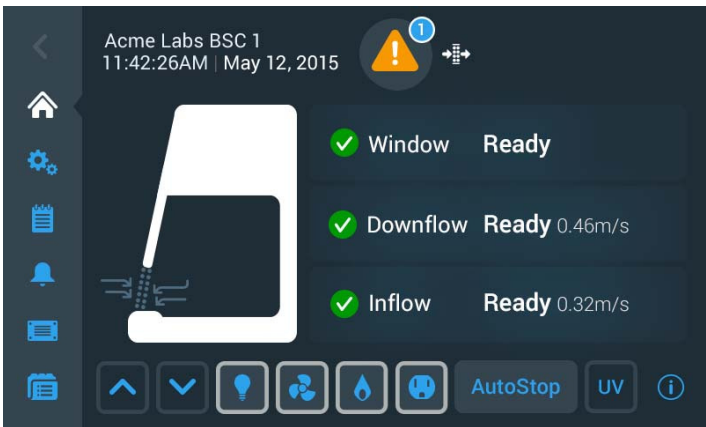 Acme Labs BSC 1
11:42:26AM | May 12, 2015
1
Window Ready
Downflow Ready 0.46m/s
Inflow Ready 0.32m/s
AutoStop
UV